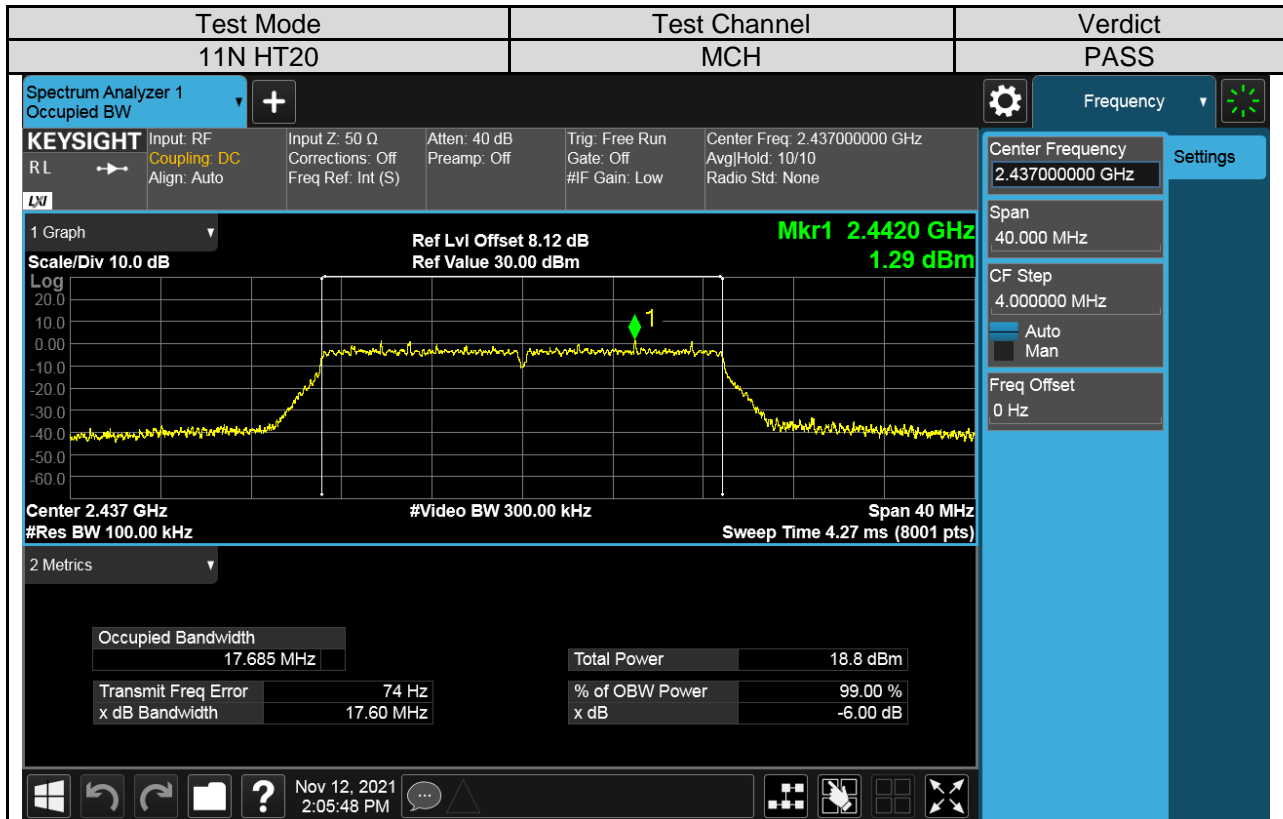 Test Mode Test Channel Verdict
11N HT20 MCH PASS
Spectrum Analyzer 1
Occupied BW
+
Frequency
KEYSIGHT
R L
LXI
Input: RF
Coupling: DC
Align: Auto
Input Z: 50 Ω
Corrections: Off
Freq Ref: Int (S)
Atten: 40 dB
Preamp: Off
Trig: Free Run
Gate: Off
#IF Gain: Low
Center Freq: 2.437000000 GHz
Avg|Hold: 10/10
Radio Std: None
Center Frequency
2.437000000 GHz
Settings
Span
40.000 MHz
CF Step
4.000000 MHz
Auto
Man
Freq Offset
0 Hz
1 Graph
Scale/Div 10.0 dB
Ref Lvl Offset 8.12 dB
Ref Value 30.00 dBm
Mkr1 2.4420 GHz
1.29 dBm
Log
20.0
10.0
0.00
-10.0
-20.0
-30.0
-40.0
-50.0
-60.0
1
Center 2.437 GHz
#Res BW 100.00 kHz
#Video BW 300.00 kHz
Span 40 MHz
Sweep Time 4.27 ms (8001 pts)
2 Metrics
Occupied Bandwidth
17.685 MHz
Total Power 18.8 dBm
Transmit Freq Error 74 Hz
% of OBW Power 99.00 %
x dB Bandwidth 17.60 MHz
x dB -6.00 dB
?
Nov 12, 2021
2:05:48 PM